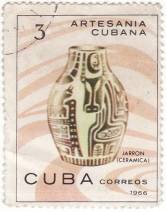 3
ARTESANIA
CUBANA
JARRON
(CERAMICA)
CUBA CORREOS
1966